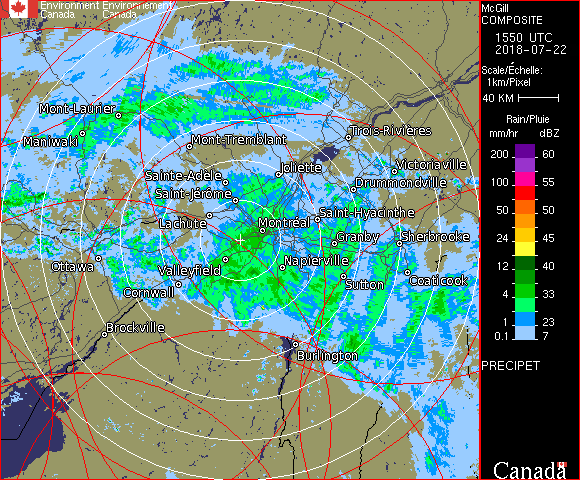 Environment Environnement
Canada Canada
McGill
COMPOSITE
1550 UTC
2018-07-22
Scale/Échelle:
1km/Pixel
40 KM
Rain/Pluie
mm/hr dBZ
200 60
100 55
50 50
24 45
12 40
4 33
1 23
0.1 7
PRECIPET
Canada
Mont-Laurier
Maniwaki
Mont-Tremblant
Trois-Rivières
Sainte-Adèle
Joliette
Victoriaville
Saint-Jérôme
Drummondville
Lachute
Saint-Hyacinthe
Montréal
Granby
Sherbrooke
Ottawa
Valleyfield
Napierville
Cornwall
Sutton
Coaticook
Brockville
Burlington